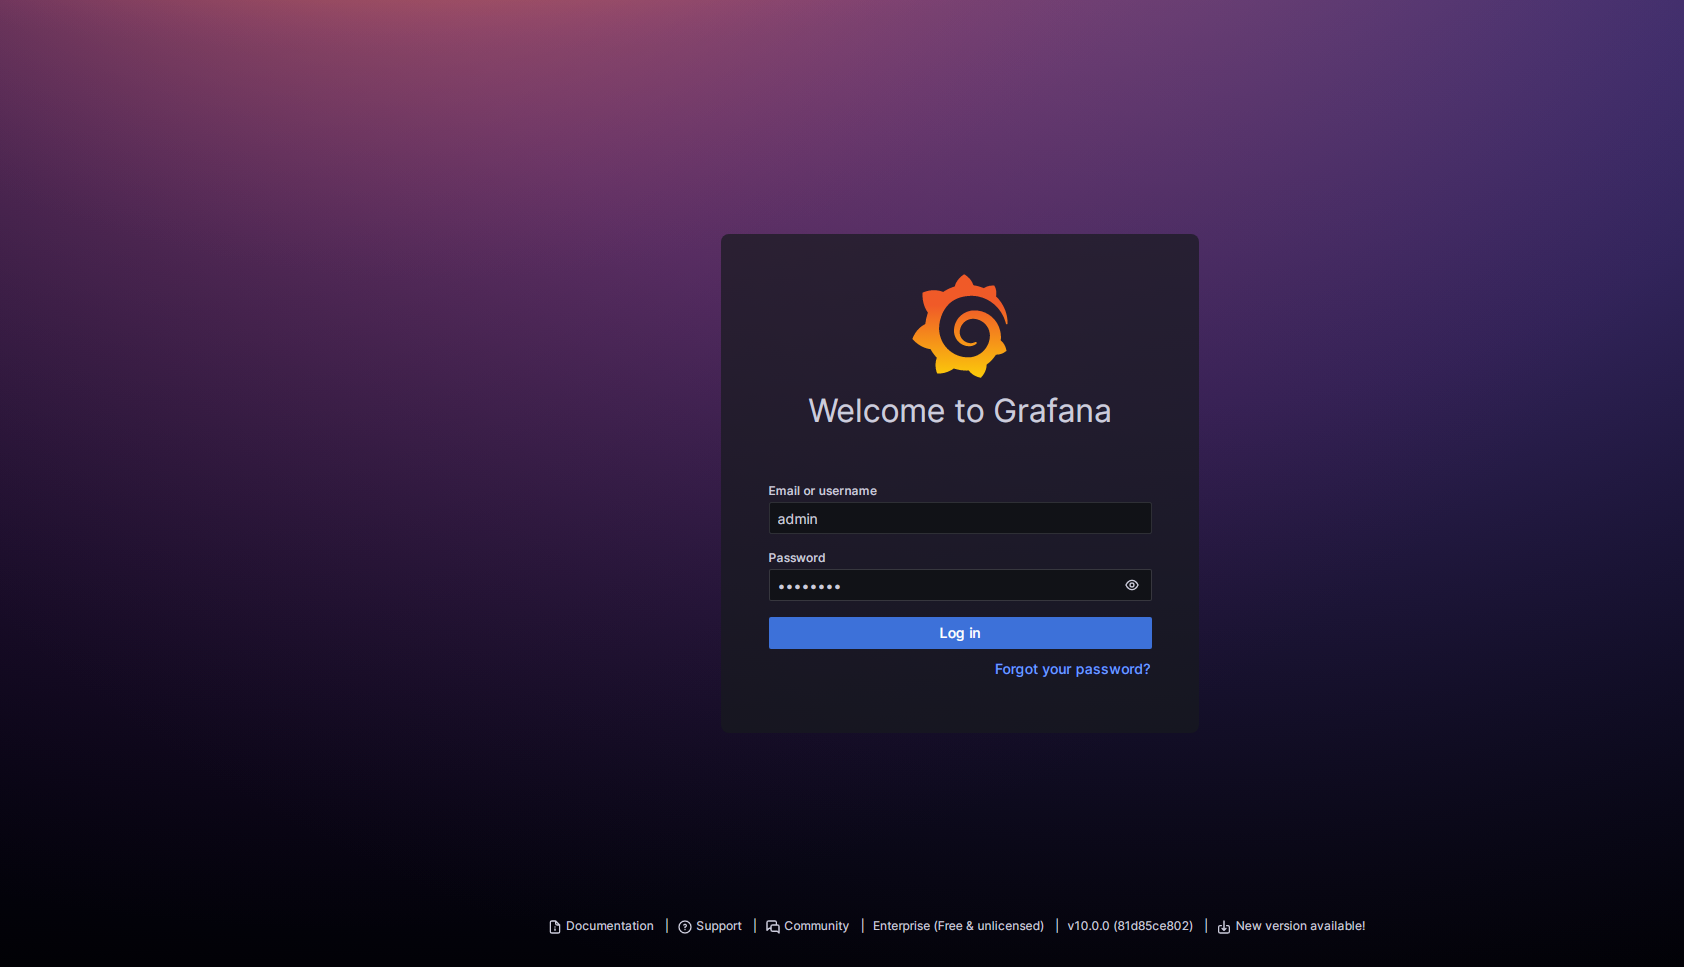 Welcome to Grafana
Email or username
admin
Password
••••••••
Log in
Forgot your password?
Documentation | Support | Community | Enterprise (Free & unlicensed) | v10.0.0 (81d85ce802) | New version available!